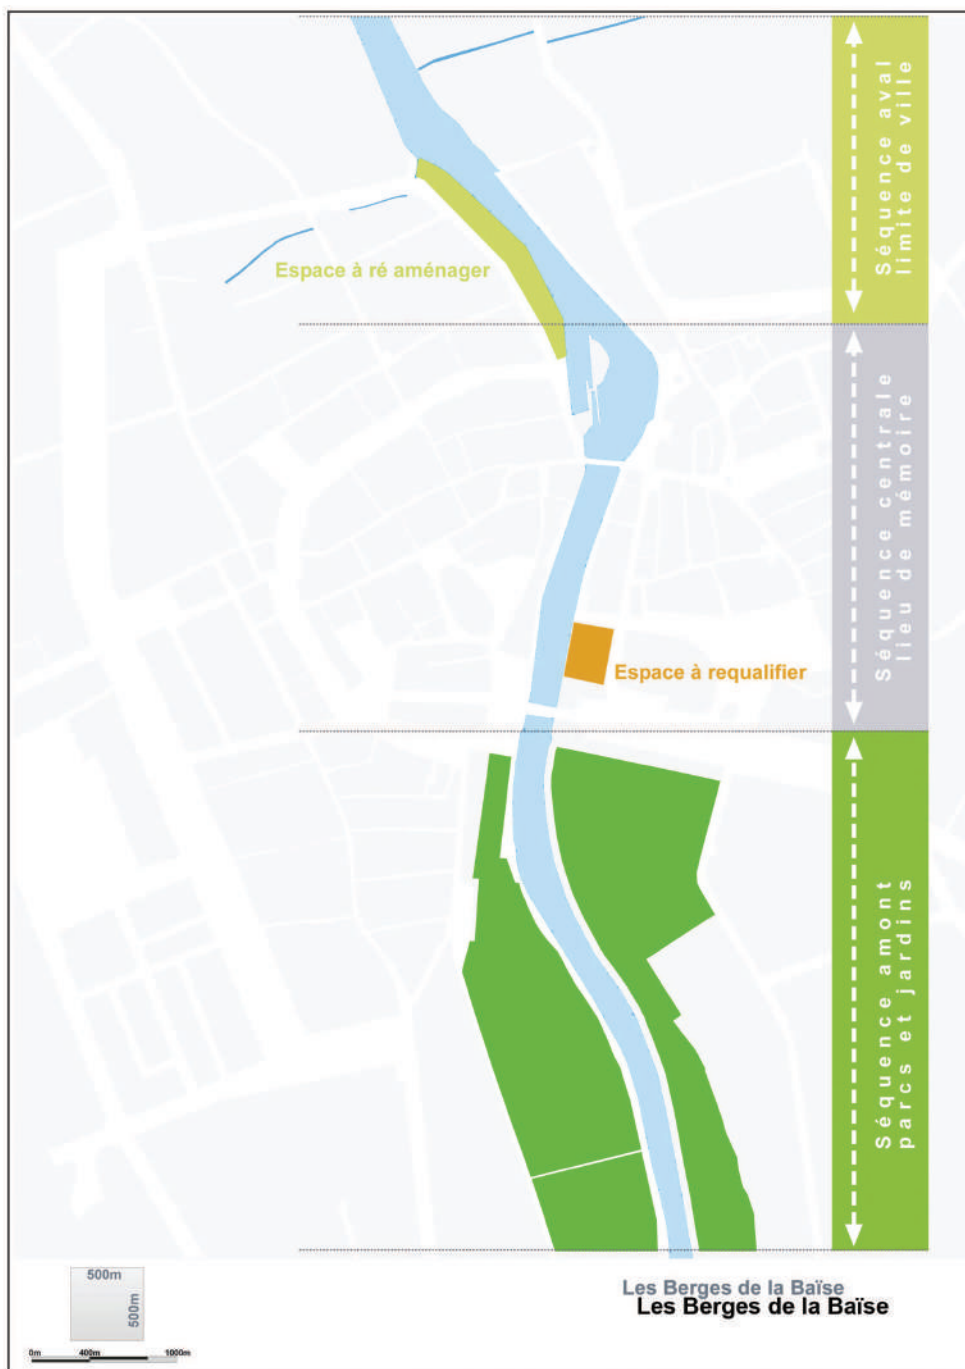 Séquence aval
limite de ville
Espace à ré aménager
Séquence centrale
lieu de mémoire
Espace à requalifier
Séquence amont
parcs et jardins
500m
500m
0m 400m 1000m
Les Berges de la Baïse
Les Berges de la Baïse